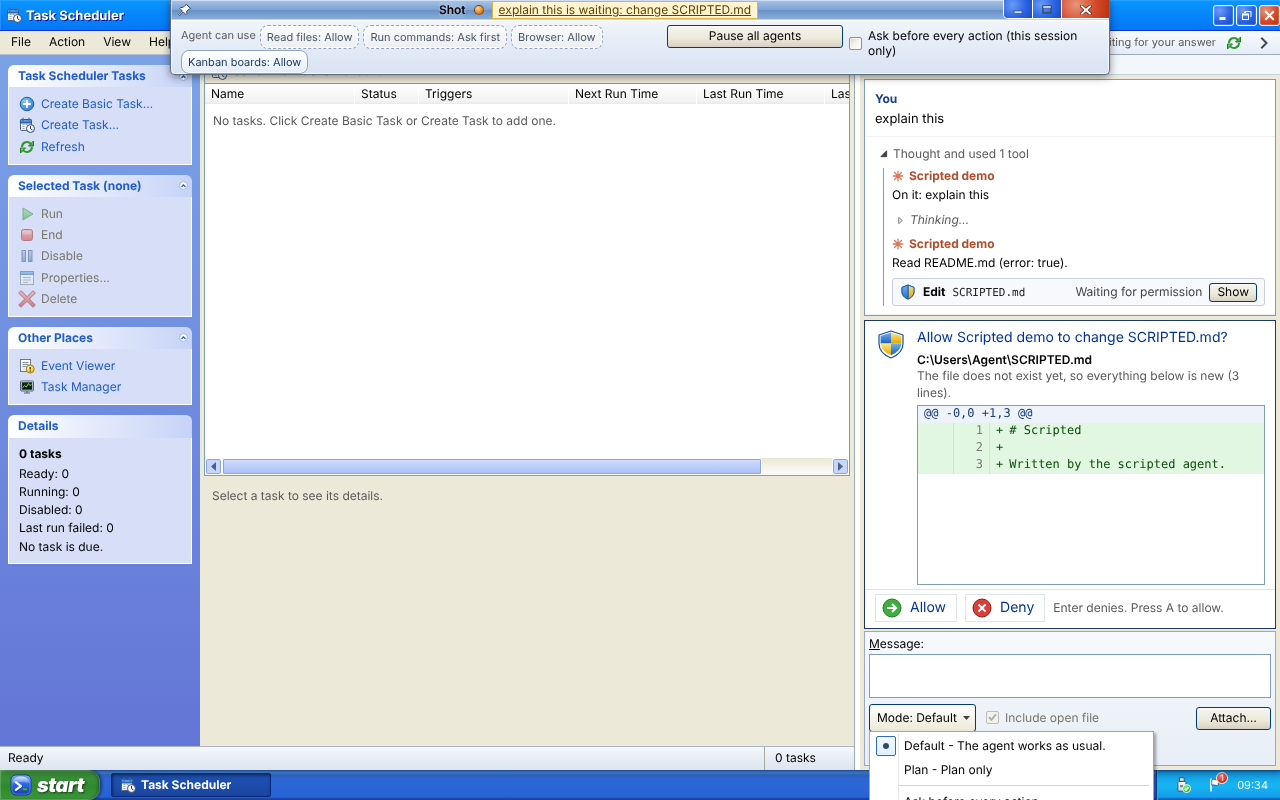 Task Scheduler
Shot
explain this is waiting: change SCRIPTED.md
File Action View
Agent can use
Read files: Allow
Run commands: Ask first
Browser: Allow
Kanban boards: Allow
Pause all agents
Ask before every action (this session only)
for your answer
Task Scheduler Tasks
Create Basic Task...
Create Task...
Refresh
Selected Task (none)
Run
End
Disable
Properties...
Delete
Other Places
Event Viewer
Task Manager
Details
0 tasks
Ready: 0
Running: 0
Disabled: 0
Last run failed: 0
No task is due.
Name Status Triggers Next Run Time Last Run Time Las
No tasks. Click Create Basic Task or Create Task to add one.
Select a task to see its details.
You
explain this
Thought and used 1 tool
Scripted demo
On it: explain this
Thinking...
Scripted demo
Read README.md (error: true).
Edit SCRIPTED.md Waiting for permission Show
Allow Scripted demo to change SCRIPTED.md?
C:\Users\Agent\SCRIPTED.md
The file does not exist yet, so everything below is new (3 lines).
@@ -0,0 +1,3 @@
1 + # Scripted
2 +
3 + Written by the scripted agent.
Allow
Deny
Enter denies. Press A to allow.
Message:
Mode: Default
Include open file
Attach...
Default - The agent works as usual.
Plan - Plan only
Ready
0 tasks
start
Task Scheduler
1
09:34